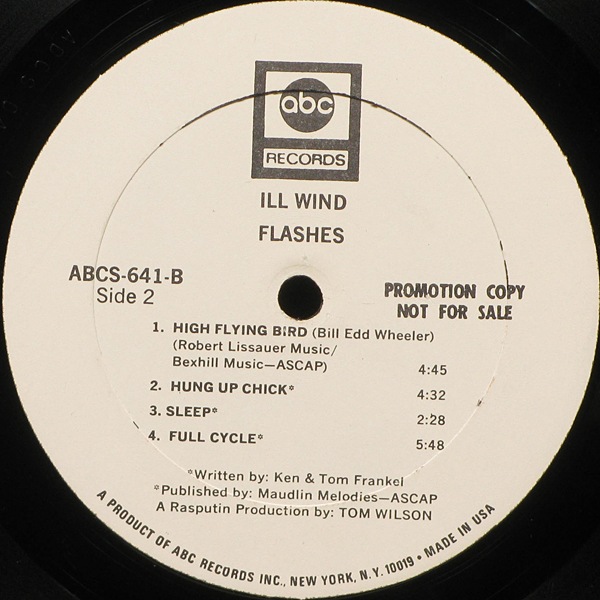 abc
RECORDS
ILL WIND
FLASHES
ABCS-641-B
Side 2
PROMOTION COPY
NOT FOR SALE
1. HIGH FLYING BIRD (Bill Edd Wheeler)
(Robert Lissauer Music/
Bexhill Music—ASCAP) 4:45
2. HUNG UP CHICK* 4:32
3. SLEEP* 2:28
4. FULL CYCLE* 5:48
*Written by: Ken & Tom Frankel
*Published by: Maudlin Melodies—ASCAP
A Rasputin Production by: TOM WILSON
A PRODUCT OF ABC RECORDS INC., NEW YORK, N.Y. 10019 • MADE IN USA